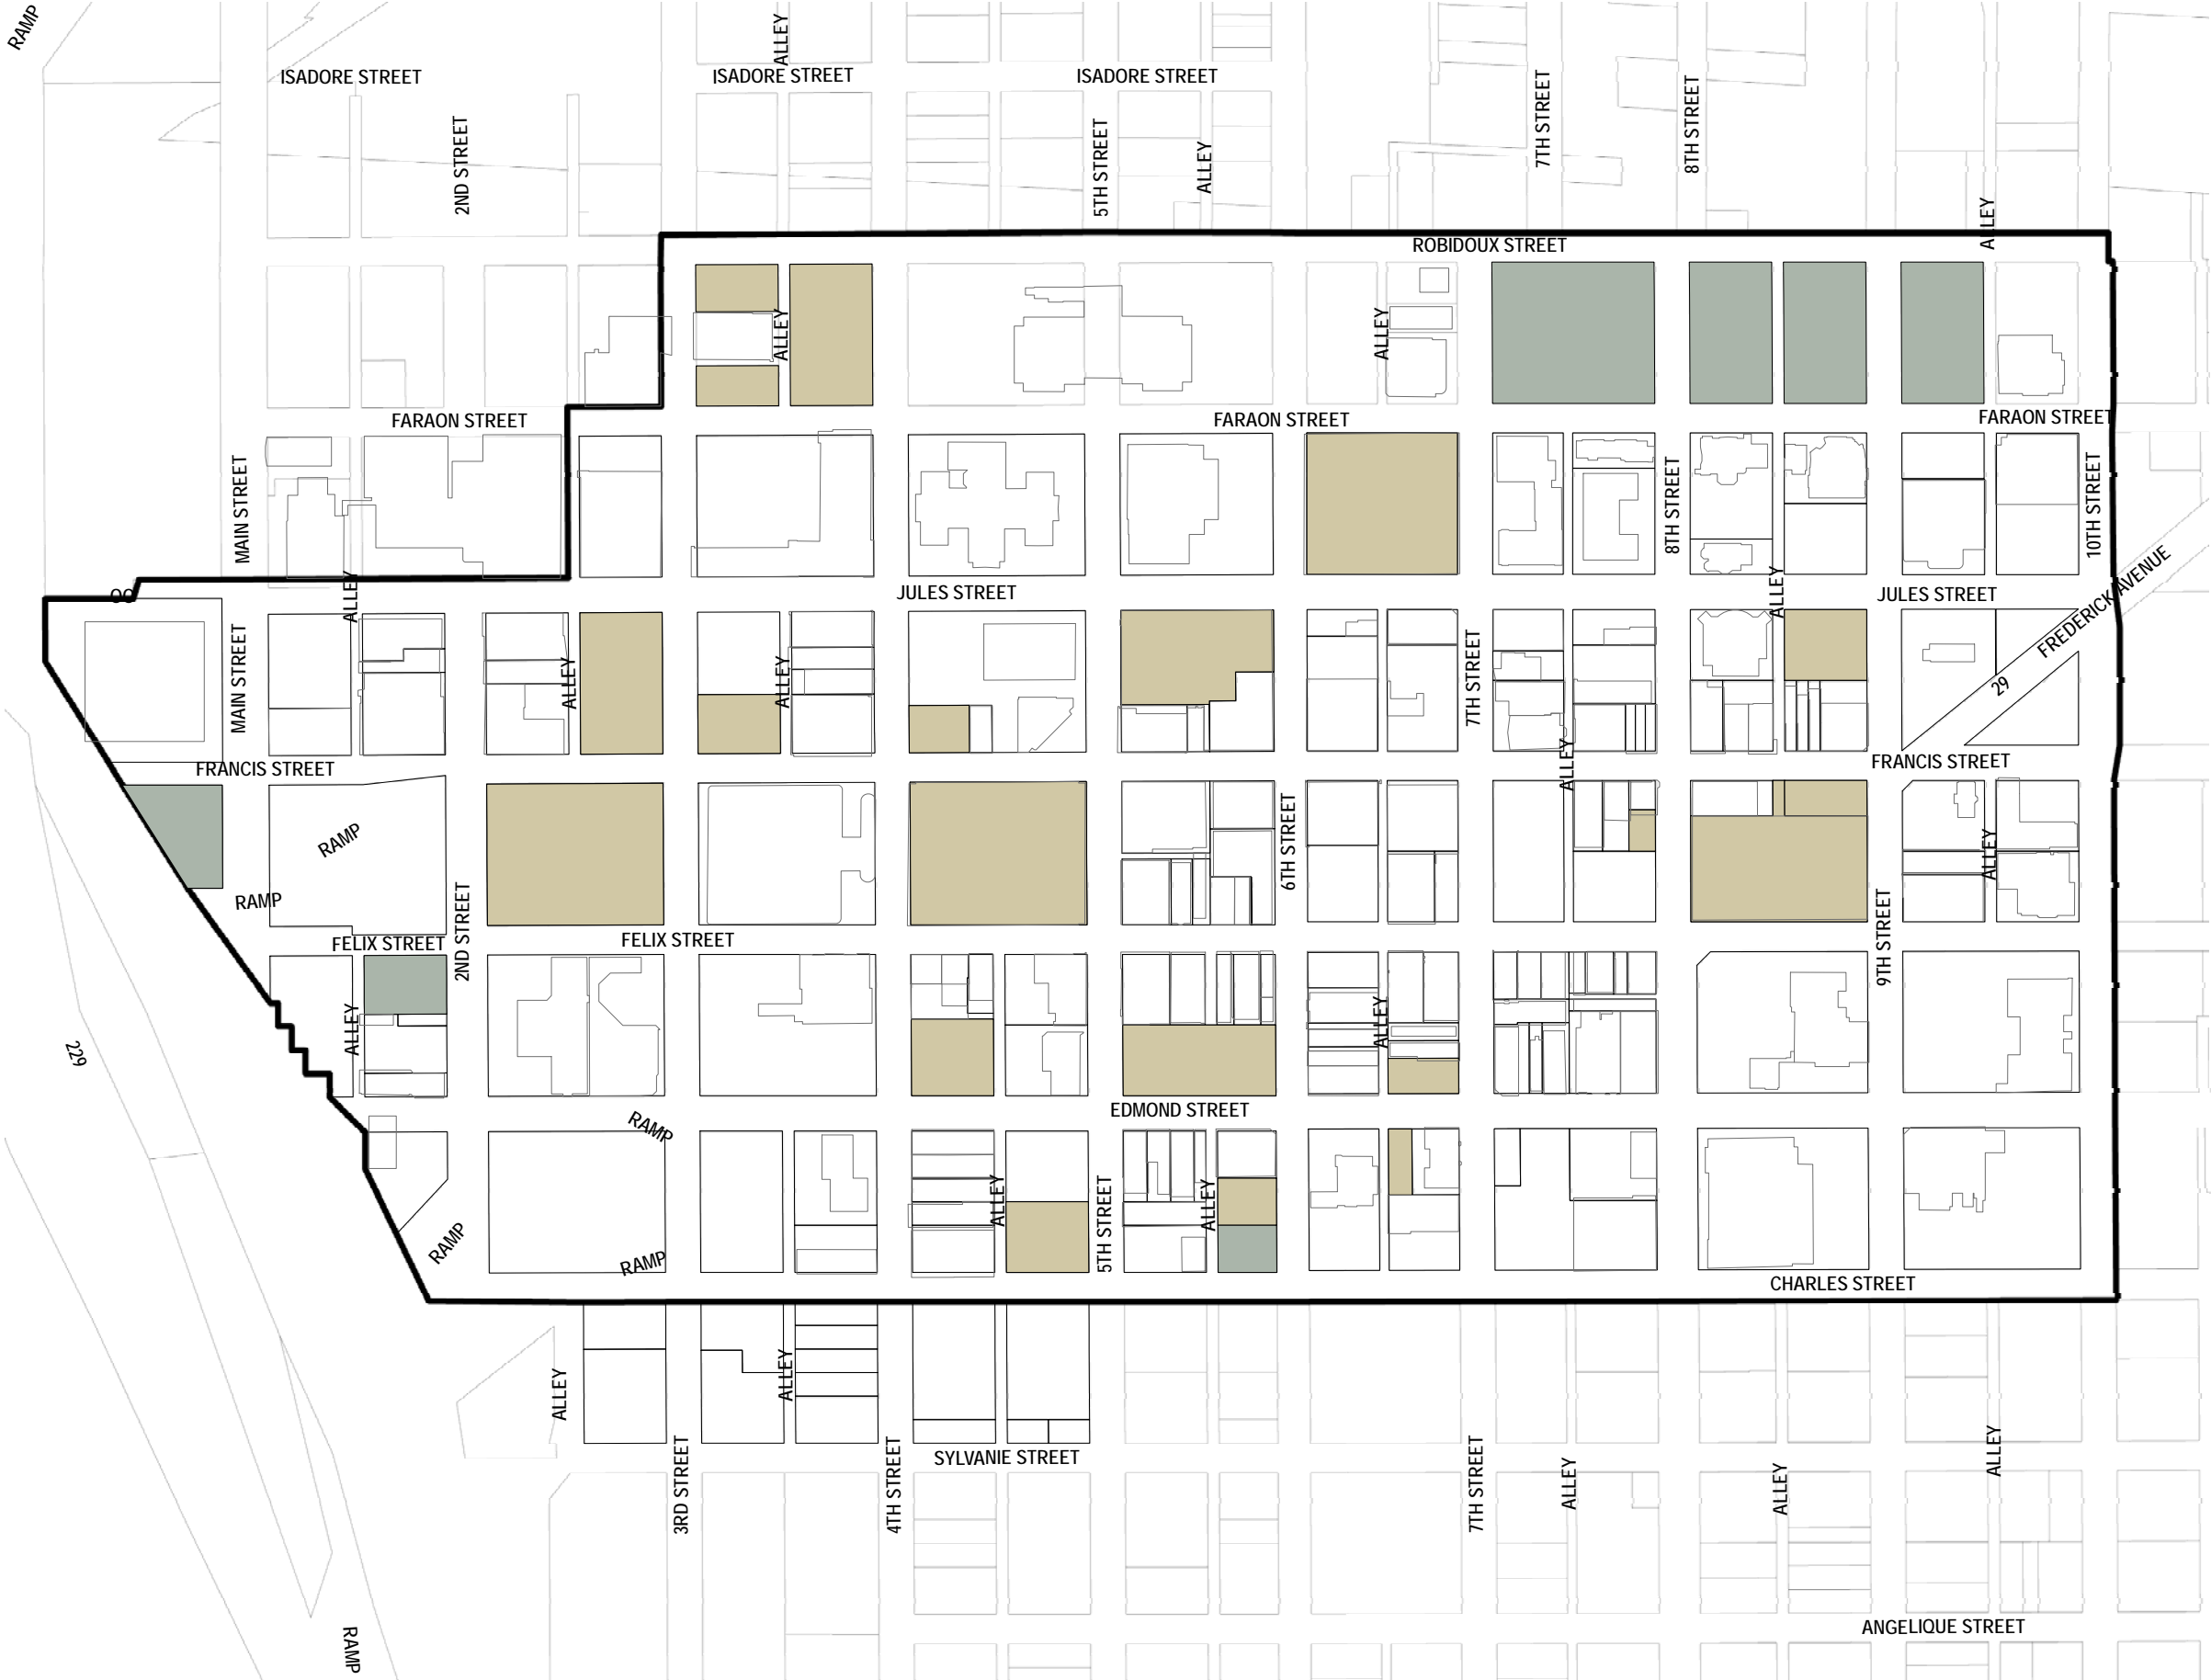 RAMP
ALLEY
ISADORE STREET
ISADORE STREET
ISADORE STREET
7TH STREET
8TH STREET
2ND STREET
5TH STREET
ALLEY
ALLEY
ROBIDOUX STREET
ALLEY
ALLEY
FARAON STREET
FARAON STREET
FARAON STREET
MAIN STREET
8TH STREET
10TH STREET
ALLEY
JULES STREET
ALLEY
JULES STREET
FREDERICK AVENUE
MAIN STREET
ALLEY
ALLEY
7TH STREET
29
ALLEY
FRANCIS STREET
FRANCIS STREET
RAMP
6TH STREET
ALLEY
RAMP
2ND STREET
FELIX STREET
FELIX STREET
9TH STREET
ALLEY
ALLEY
229
EDMOND STREET
RAMP
ALLEY
5TH STREET
ALLEY
RAMP
RAMP
CHARLES STREET
ALLEY
ALLEY
SYLVANIE STREET
3RD STREET
4TH STREET
7TH STREET
ALLEY
ALLEY
ALLEY
ANGELIQUE STREET
RAMP